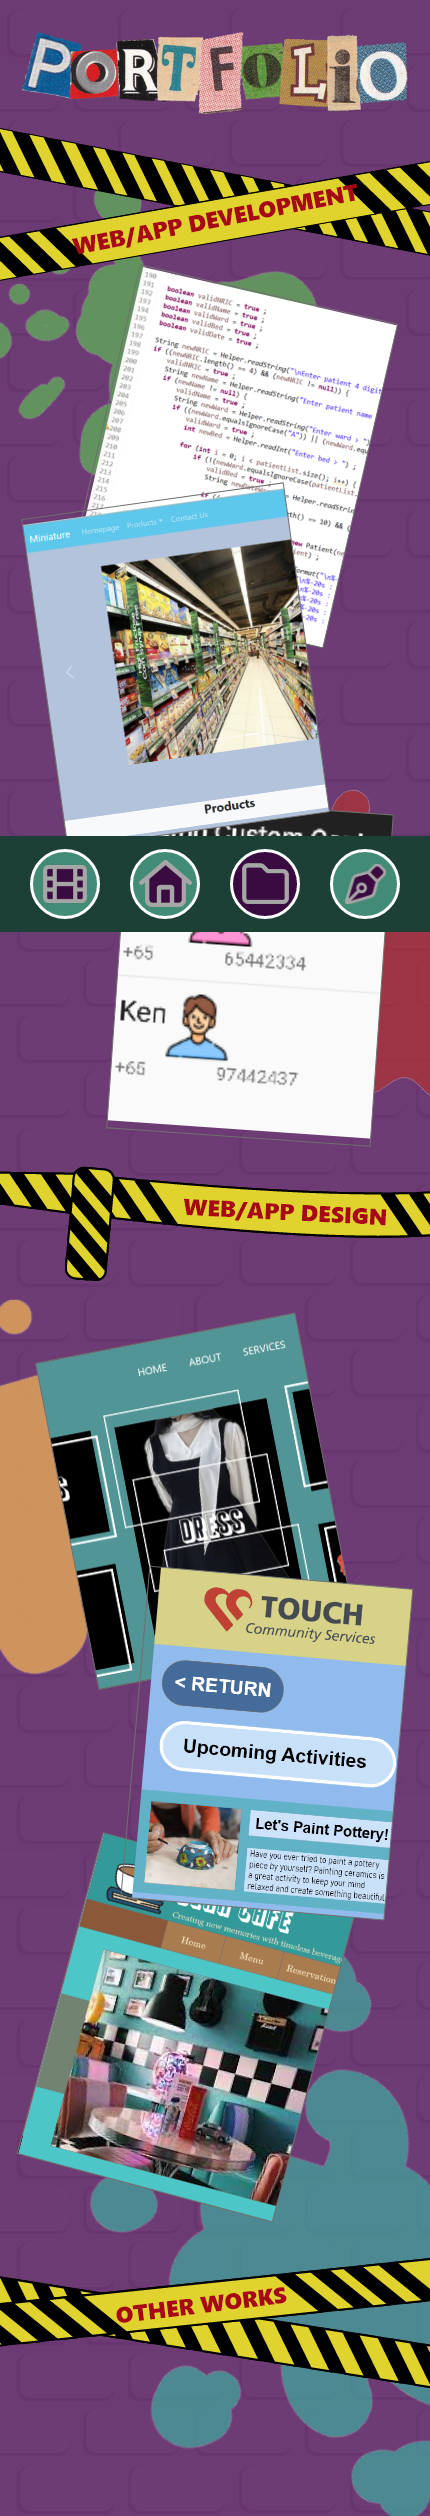 PORTFOLiO
WEB/APP DEVELOPMENT
190
191
192
193
194
195
196
197
198
199
200
201
202
203
204
205
206
207
208
209
210
211
212
213
214
215
216
boolean validNRIC = true ;
boolean validName = true ;
boolean validWard = true ;
boolean validBed = true ;
boolean validDate = true ;
String newNRIC = Helper.readString("\nEnter patient 4 digit
if ((newNRIC.length() == 4) && (newNRIC != null)) {
validNRIC = true ;
String newName = Helper.readString("Enter patient name
if (newName != null) {
validName = true ;
String newWard = Helper.readString("Enter ward > ")
if ((newWard.equalsIgnoreCase("A")) || (newWard.equ
validWard = true ;
int newBed = Helper.readInt("Enter bed > ") ;
for (int i = 0; i < patientList.size(); i++) {
if (!(newWard.equalsIgnoreCase(patientList.
validBed = true ;
Helper.readStrin
th() == 10) && (
new Patient(ne
ormat("\n%-
Miniature
Homepage
Products
Contact Us
Products
Custom
+65
65442334
Ken
+65
97442437
WEB/APP DESIGN
HOME
ABOUT
SERVICES
DRESS
TOUCH
Community Services
< RETURN
Upcoming Activities
Let's Paint Pottery!
Have you ever tried to paint a pottery
piece by yourself? Painting ceramics is
a great activity to keep your mind
relaxed and create something beautiful
CAFE
Creating new memories with timeless beverag
Home
Menu
Reservation
OTHER WORKS